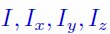 I, I_x, I_y, I_z